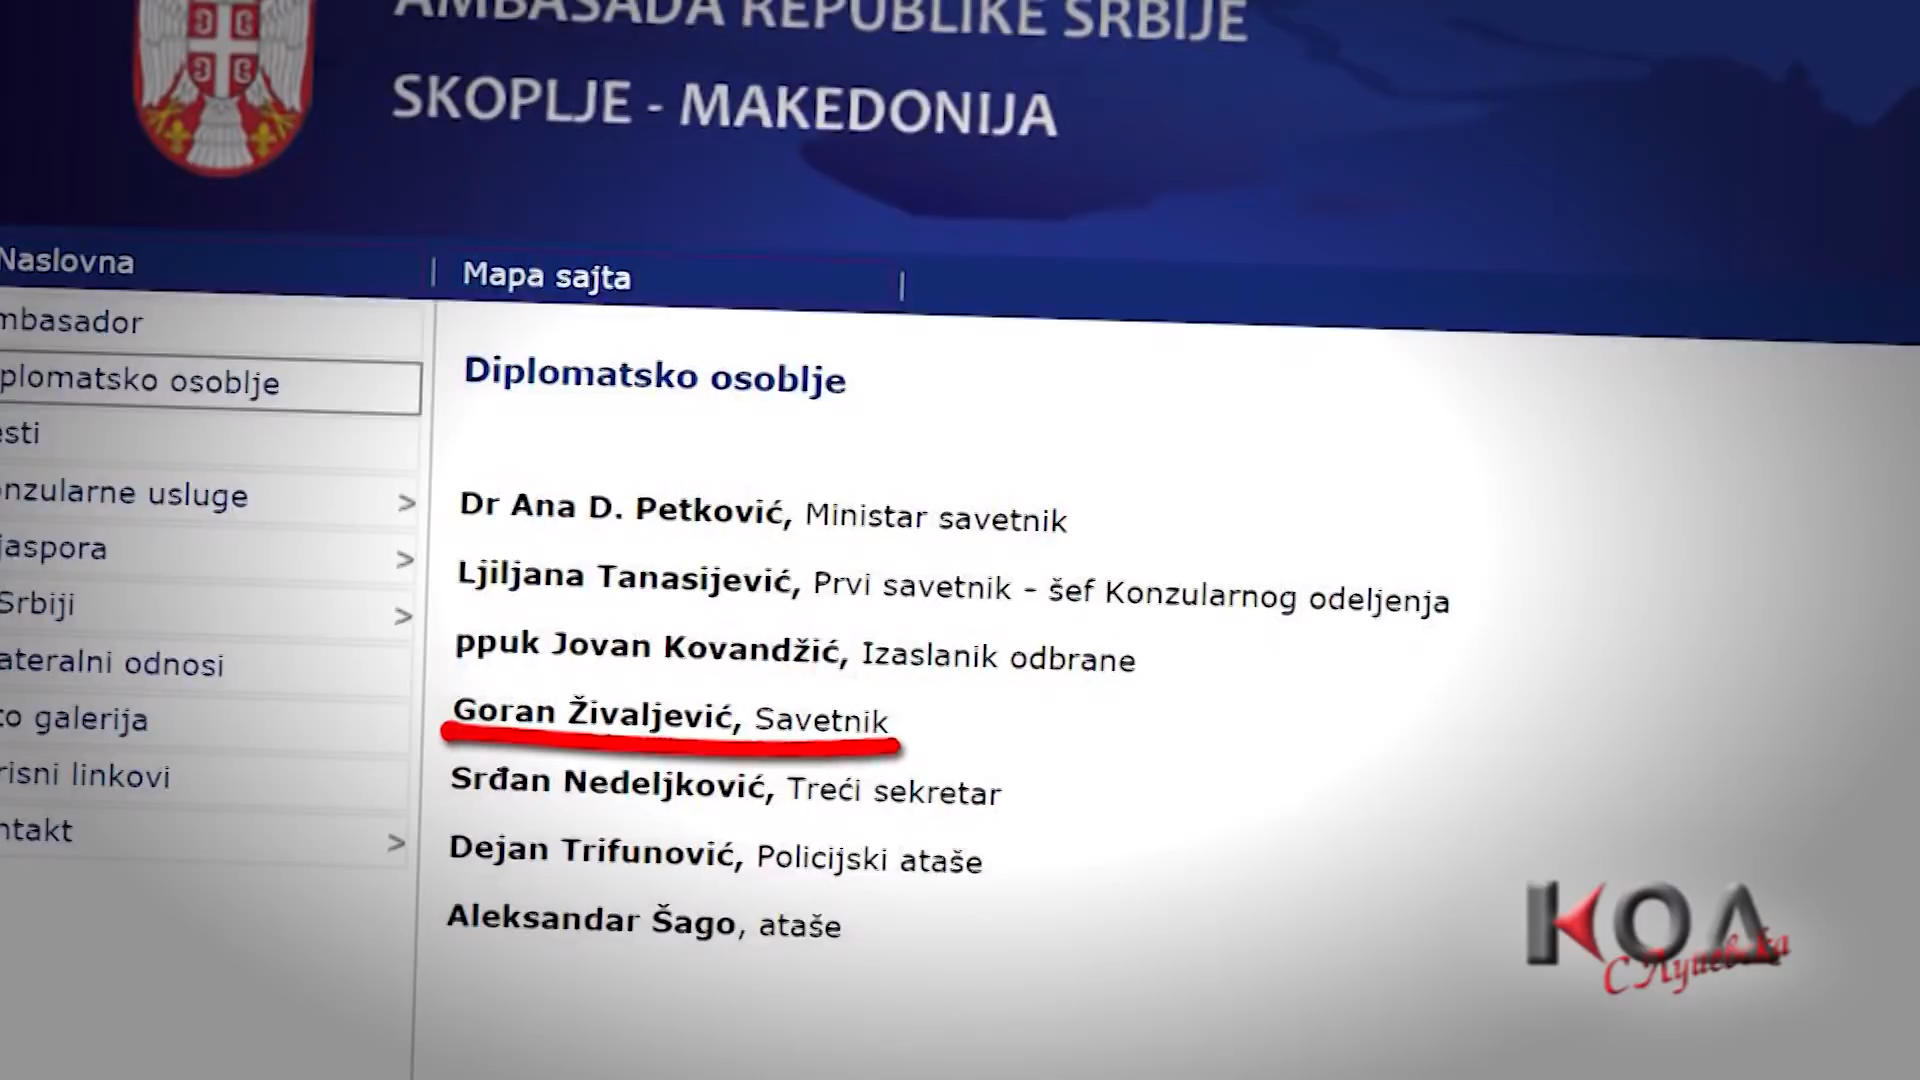 AMBASADA REPUBLIKE SRBIJE
SKOPLJE - MAKEDONIJA
Naslovna | Mapa sajta |
mbasador
plomatsko osoblje
esti
onzularne usluge >
jaspora >
Srbiji >
ateralni odnosi
to galerija
risni linkovi
ntakt >
Diplomatsko osoblje
Dr Ana D. Petković, Ministar savetnik
Ljiljana Tanasijević, Prvi savetnik - šef Konzularnog odeljenja
ppuk Jovan Kovandžić, Izaslanik odbrane
Goran Živaljević, Savetnik
Srđan Nedeljković, Treći sekretar
Dejan Trifunović, Policijski ataše
Aleksandar Šago, ataše
КОД
С Лупевска